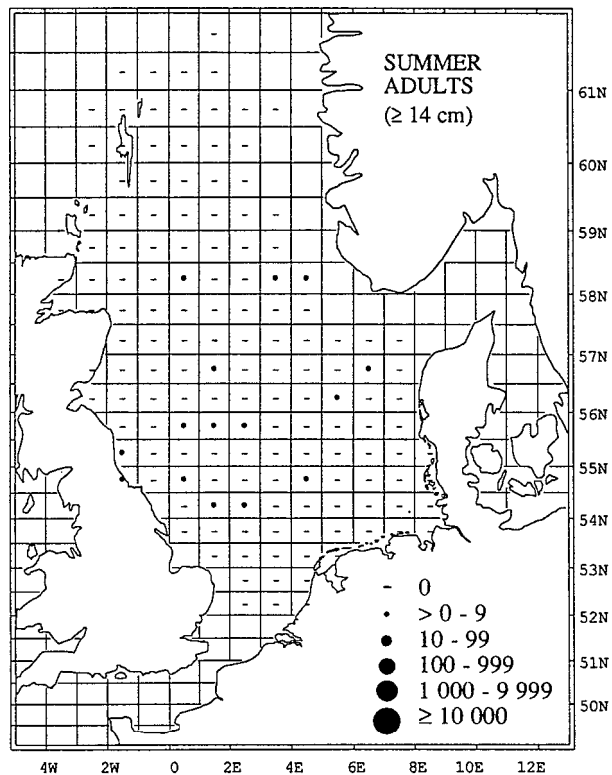 SUMMER
ADULTS
(≥ 14 cm)
61N
60N
59N
58N
57N
56N
55N
54N
53N
52N
51N
50N
- 0
• > 0 - 9
● 10 - 99
● 100 - 999
● 1 000 - 9 999
● ≥ 10 000
4W 2W 0 2E 4E 6E 8E 10E 12E